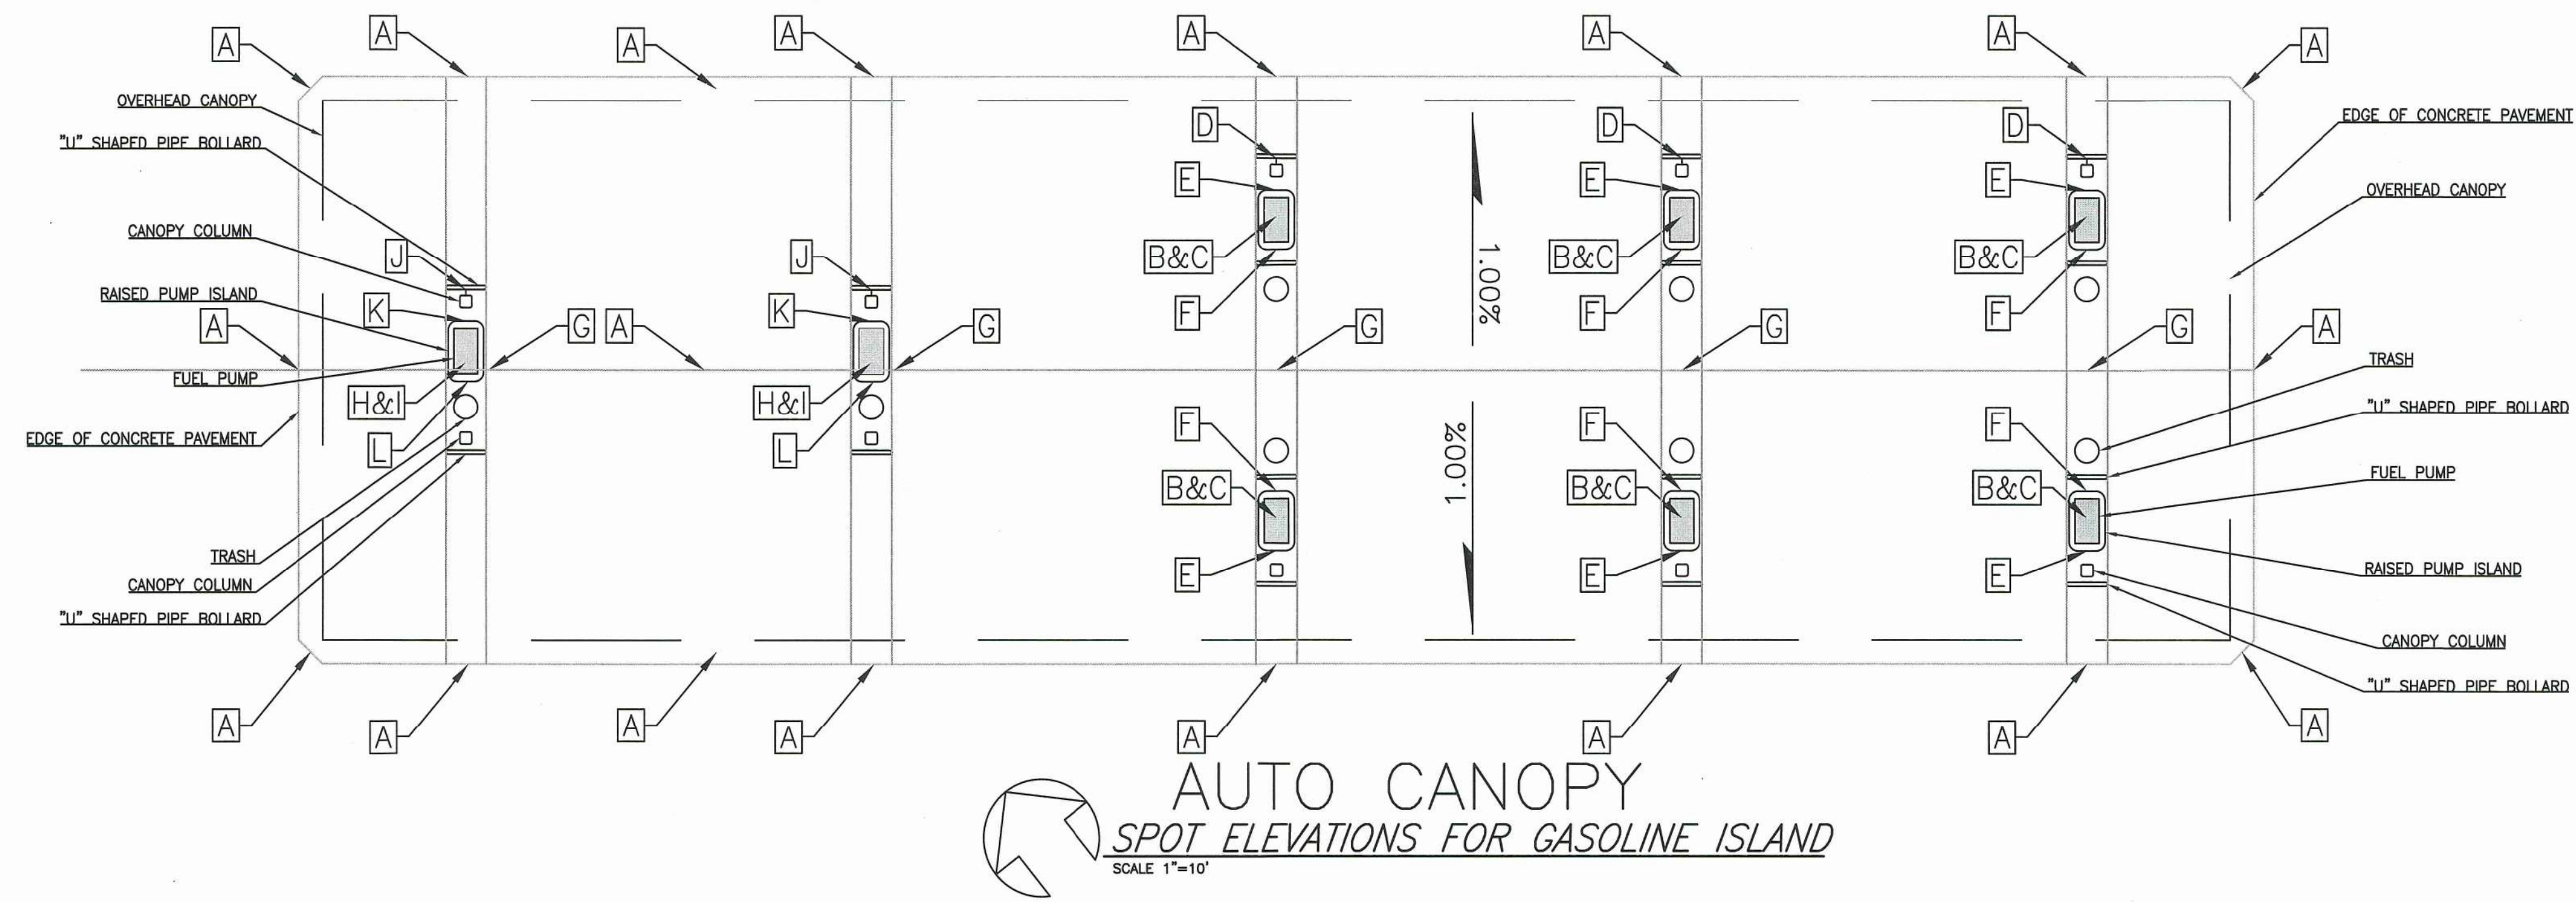 A A A A A A A A
OVERHEAD CANOPY
"U" SHAPED PIPE BOLLARD
CANOPY COLUMN
RAISED PUMP ISLAND
A
FUEL PUMP
EDGE OF CONCRETE PAVEMENT
TRASH
CANOPY COLUMN
"U" SHAPED PIPE BOLLARD
J
K
G
A
H&I
L
J
K
G
H&I
L
D
E
B&C
F
G
F
B&C
E
1.00%
1.00%
D
E
B&C
F
G
F
B&C
E
D
E
B&C
F
G
F
B&C
E
EDGE OF CONCRETE PAVEMENT
OVERHEAD CANOPY
A
TRASH
"U" SHAPED PIPE BOLLARD
FUEL PUMP
RAISED PUMP ISLAND
CANOPY COLUMN
"U" SHAPED PIPE BOLLARD
A A A A A A A A
AUTO CANOPY
SPOT ELEVATIONS FOR GASOLINE ISLAND
SCALE 1"=10'